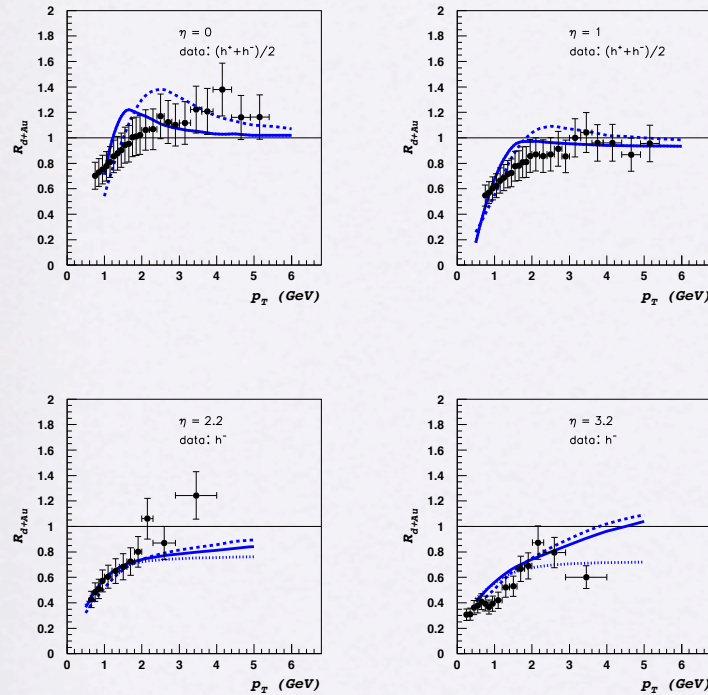 η = 0
data: (h⁺+h⁻)/2
R_{d+Au}
2
1.8
1.6
1.4
1.2
1
0.8
0.6
0.4
0.2
0
0 1 2 3 4 5 6
p_T (GeV)
η = 1
data: (h⁺+h⁻)/2
R_{d+Au}
2
1.8
1.6
1.4
1.2
1
0.8
0.6
0.4
0.2
0
0 1 2 3 4 5 6
p_T (GeV)
η = 2.2
data: h⁻
R_{d+Au}
2
1.8
1.6
1.4
1.2
1
0.8
0.6
0.4
0.2
0
0 1 2 3 4 5 6
p_T (GeV)
η = 3.2
data: h⁻
R_{d+Au}
2
1.8
1.6
1.4
1.2
1
0.8
0.6
0.4
0.2
0
0 1 2 3 4 5 6
p_T (GeV)